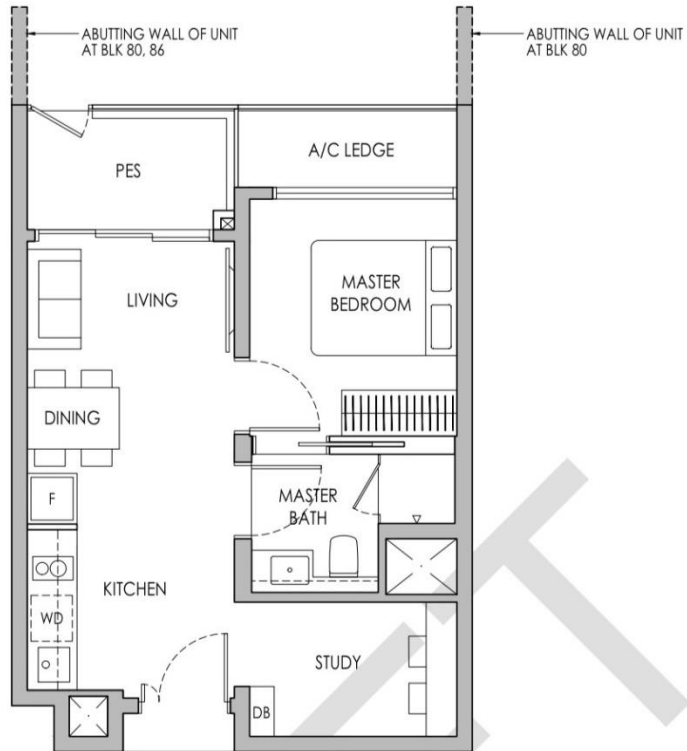 ABUTTING WALL OF UNIT
AT BLK 80, 86
ABUTTING WALL OF UNIT
AT BLK 80
PES
A/C LEDGE
LIVING
MASTER
BEDROOM
DINING
F
MASTER
BATH
KITCHEN
WD
STUDY
DB